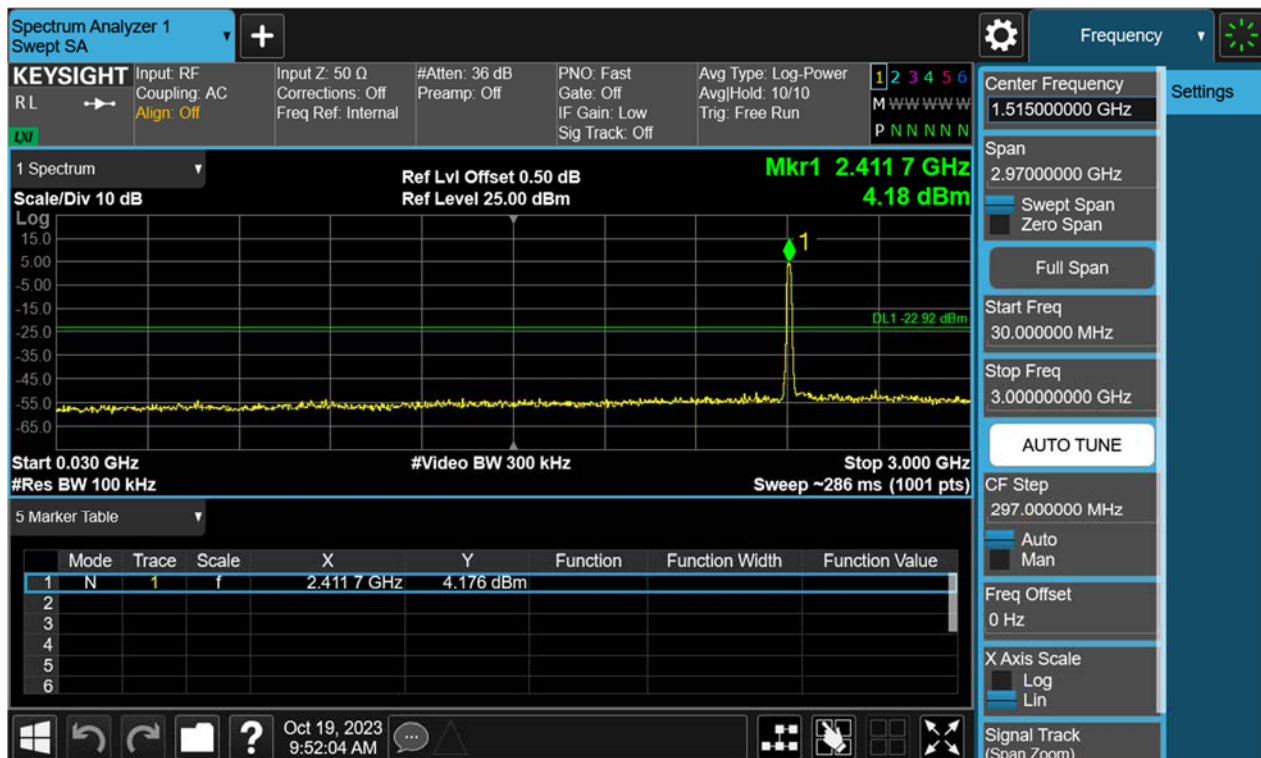 Spectrum Analyzer 1
Swept SA
Frequency
KEYSIGHT
R L
LXI
Input: RF
Coupling: AC
Align: Off
Input Z: 50 Ω
Corrections: Off
Freq Ref: Internal
#Atten: 36 dB
Preamp: Off
PNO: Fast
Gate: Off
IF Gain: Low
Sig Track: Off
Avg Type: Log-Power
Avg|Hold: 10/10
Trig: Free Run
1 2 3 4 5 6
M W W W W W
P N N N N N
1 Spectrum
Scale/Div 10 dB
Log
Ref Lvl Offset 0.50 dB
Ref Level 25.00 dBm
Mkr1 2.411 7 GHz
4.18 dBm
1
15.0
5.00
-5.00
-15.0
-25.0
-35.0
-45.0
-55.0
-65.0
DL1 -22.92 dBm
Start 0.030 GHz
#Res BW 100 kHz
#Video BW 300 kHz
Stop 3.000 GHz
Sweep ~286 ms (1001 pts)
5 Marker Table
Mode Trace Scale X Y Function Function Width Function Value
1 N 1 f 2.411 7 GHz 4.176 dBm
2
3
4
5
6
Oct 19, 2023
9:52:04 AM
Center Frequency
1.515000000 GHz
Settings
Span
2.97000000 GHz
Swept Span
Zero Span
Full Span
Start Freq
30.000000 MHz
Stop Freq
3.000000000 GHz
AUTO TUNE
CF Step
297.000000 MHz
Auto
Man
Freq Offset
0 Hz
X Axis Scale
Log
Lin
Signal Track
(Span Zoom)